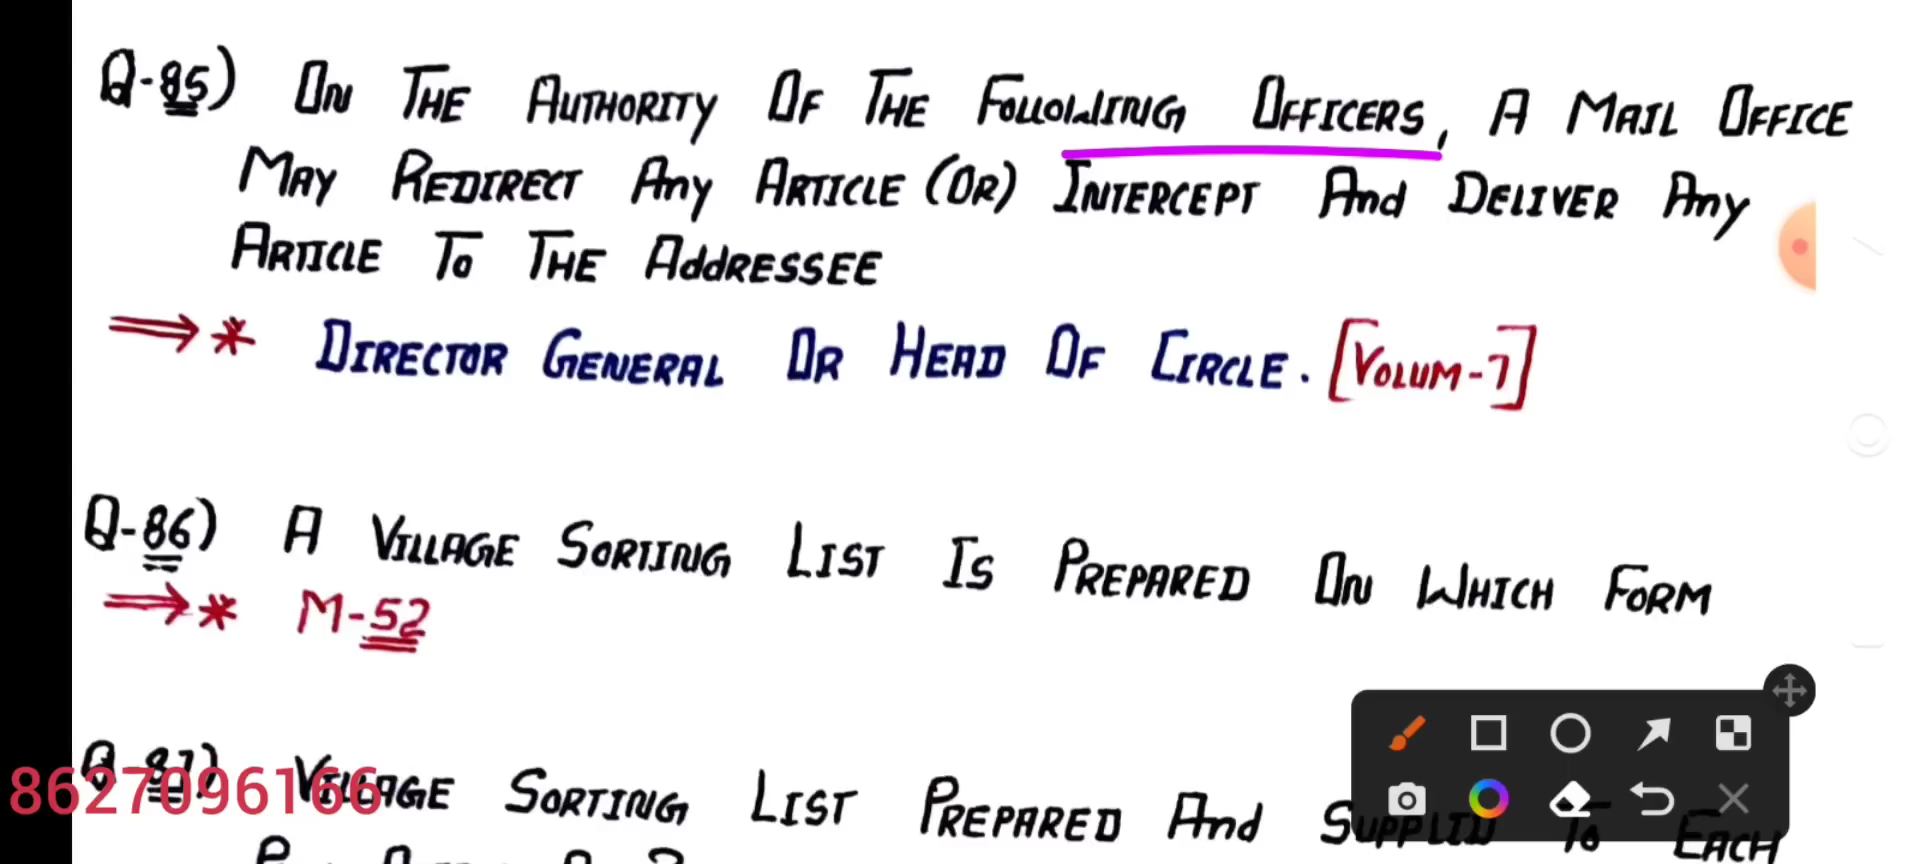 Q-85) ON THE AUTHORITY OF THE FOLLOWING OFFICERS, A MAIL OFFICE
MAY REDIRECT ANY ARTICLE (OR) INTERCEPT AND DELIVER ANY
ARTICLE TO THE ADDRESSEE
⇒* DIRECTOR GENERAL OR HEAD OF CIRCLE. [VOLUM-7]
Q-86) A VILLAGE SORTING LIST IS PREPARED ON WHICH FORM
⇒* M-52
Q-87) VILLAGE SORTING LIST PREPARED AND SUPPLID TO EACH
8627096166